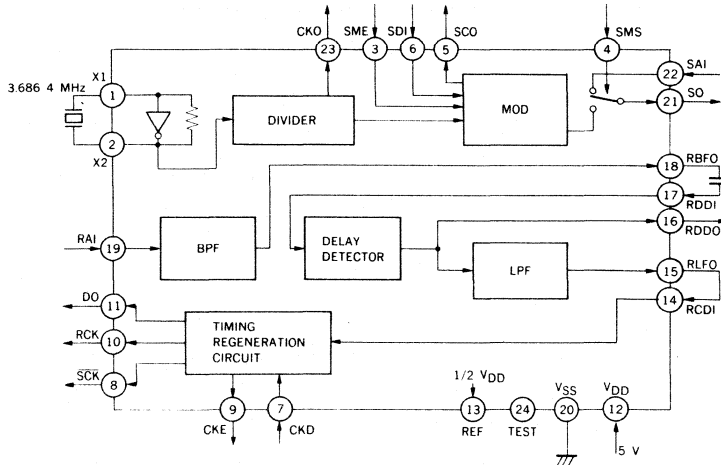 CKO SME SDI SCO SMS
23 3 6 5 4
SAI
22
3.686 4 MHz
X1
1
DIVIDER
MOD
SO
21
2
X2
RBFO
18
RDDI
17
RAI
19
BPF
DELAY
DETECTOR
RDDO
16
LPF
RLFO
15
RCDI
14
DO
11
TIMING
REGENERATION
CIRCUIT
RCK
10
SCK
8
1/2 VDD
VSS
VDD
9 7 13 24 20 12
CKE CKD REF TEST
5 V